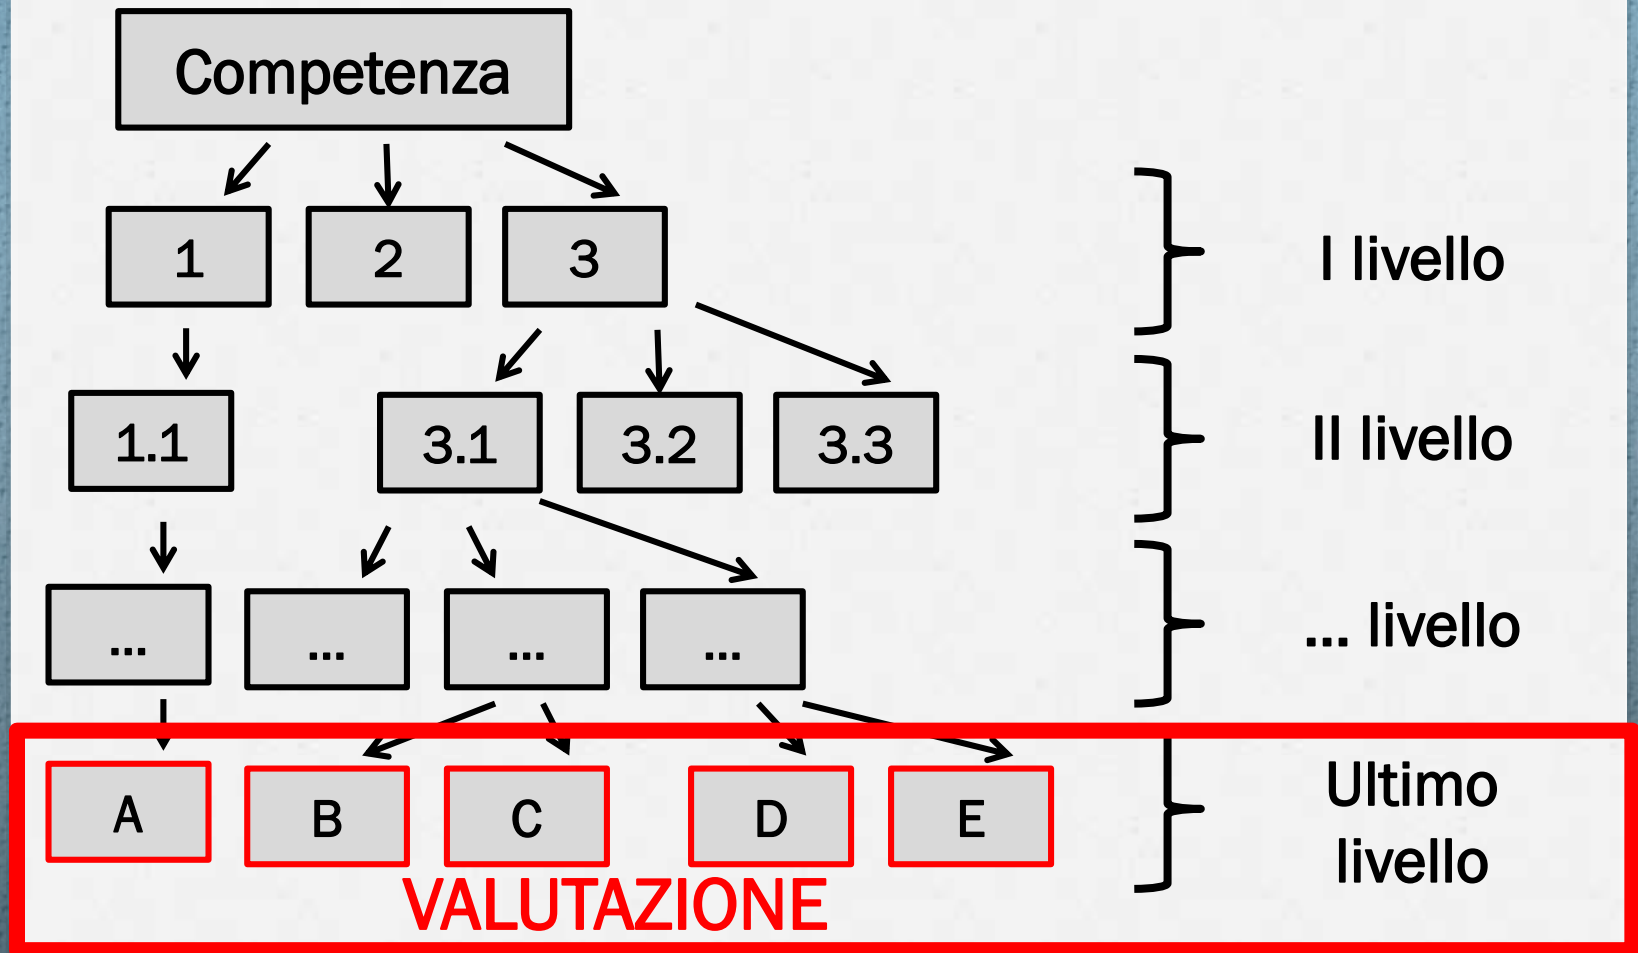 Competenza
1
2
3
I livello
1.1
3.1
3.2
3.3
II livello
...
...
...
...
... livello
A
B
C
D
E
Ultimo
livello
VALUTAZIONE